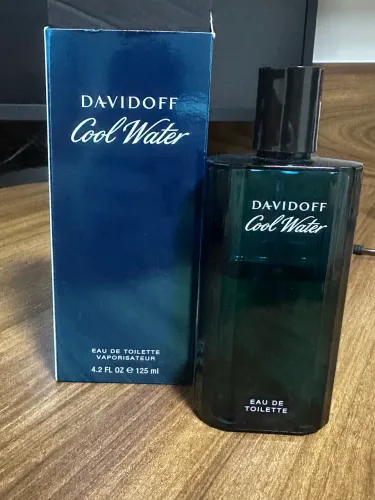 DAVIDOFF
Cool Water
EAU DE TOILETTE
VAPORISATEUR
4.2 FL OZ ℮ 125 ml
DAVIDOFF
Cool Water
EAU DE
TOILETTE